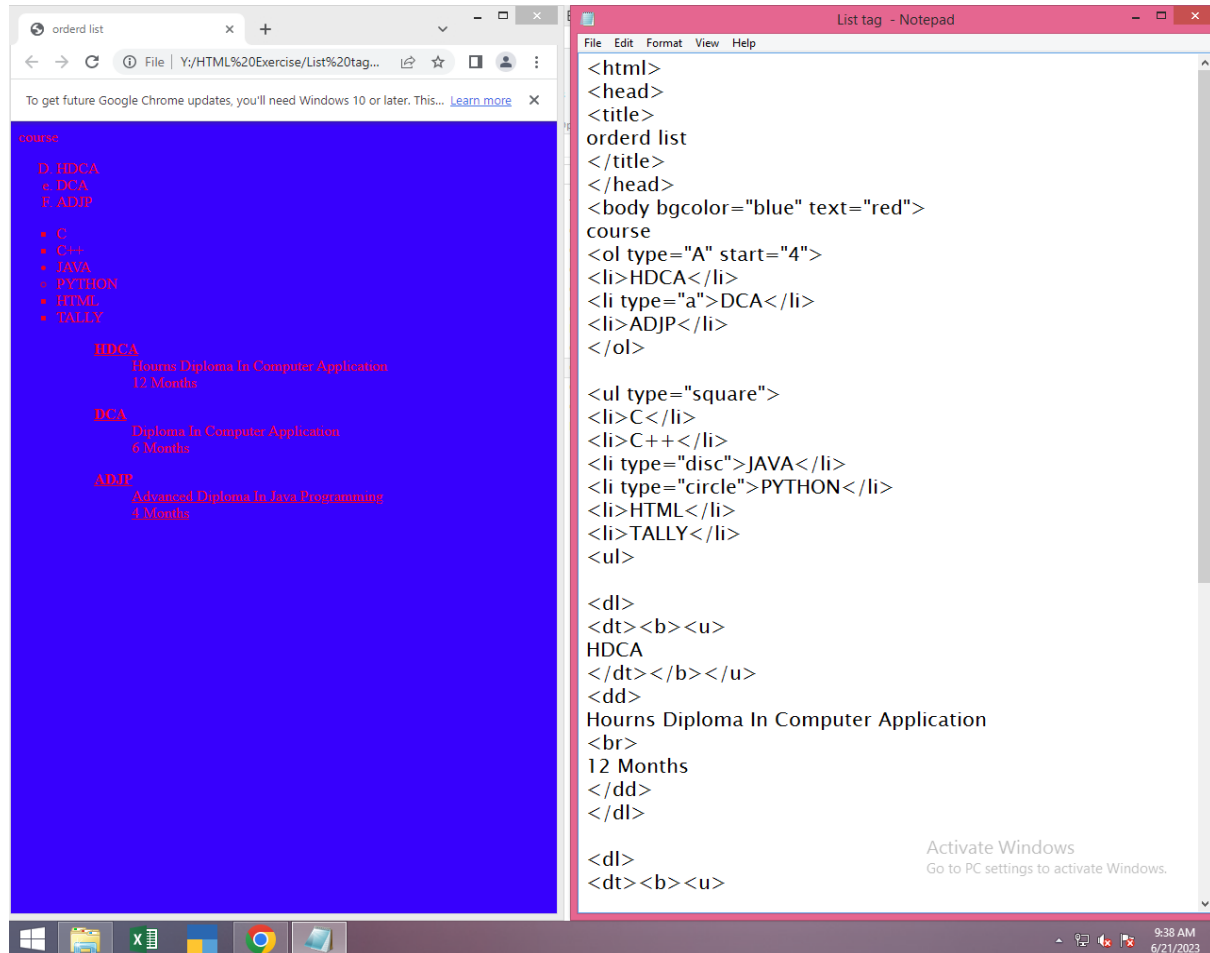 orderd list
File
Y:/HTML%20Exercise/List%20tag...
To get future Google Chrome updates, you'll need Windows 10 or later. This... Learn more
course
D. HDCA
e. DCA
F. ADJP
C
C++
JAVA
PYTHON
HTML
TALLY
HDCA
Hourns Diploma In Computer Application
12 Months
DCA
Diploma In Computer Application
6 Months
ADJP
Advanced Diploma In Java Programming
4 Months
List tag - Notepad
File Edit Format View Help
<html>
<head>
<title>
orderd list
</title>
</head>
<body bgcolor="blue" text="red">
course
<ol type="A" start="4">
<li>HDCA</li>
<li type="a">DCA</li>
<li>ADJP</li>
</ol>
<ul type="square">
<li>C</li>
<li>C++</li>
<li type="disc">JAVA</li>
<li type="circle">PYTHON</li>
<li>HTML</li>
<li>TALLY</li>
<ul>
<dl>
<dt><b><u>
HDCA
</dt></b></u>
<dd>
Hourns Diploma In Computer Application
<br>
12 Months
</dd>
</dl>
<dl>
<dt><b><u>
Activate Windows
Go to PC settings to activate Windows.
9:38 AM
6/21/2023